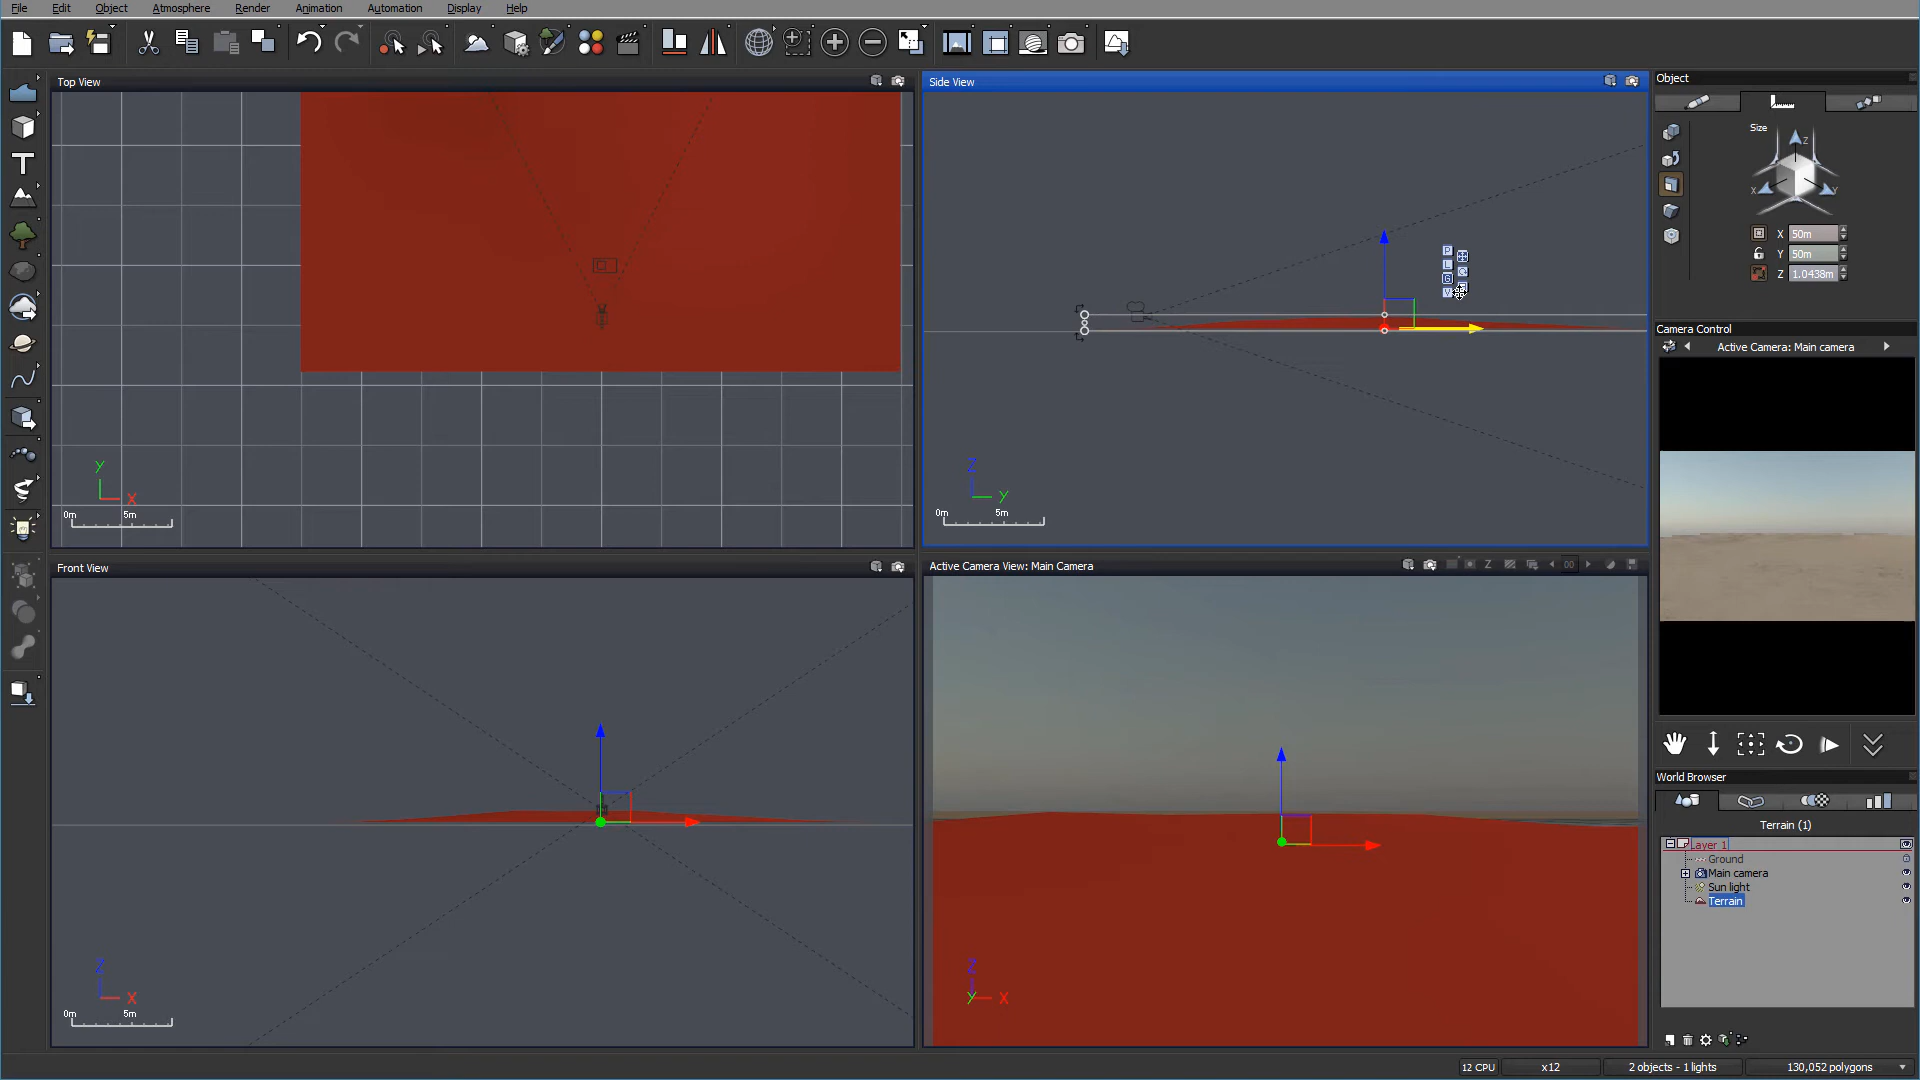 File Edit Object Atmosphere Render Animation Automation Display Help
Top View
Side View
Object
Size
Z
X Y
X 50m
Y 50m
Z 1.0438m
P
L
G
Y
X
0m 5m
Z
Y
0m 5m
Camera Control
Active Camera: Main camera
Front View
Active Camera View: Main Camera
Z 00
World Browser
Terrain (1)
Layer 1
Ground
Main camera
Sun light
Terrain
Z
X
0m 5m
Z
Y X
12 CPU x12 2 objects - 1 lights 130,052 polygons